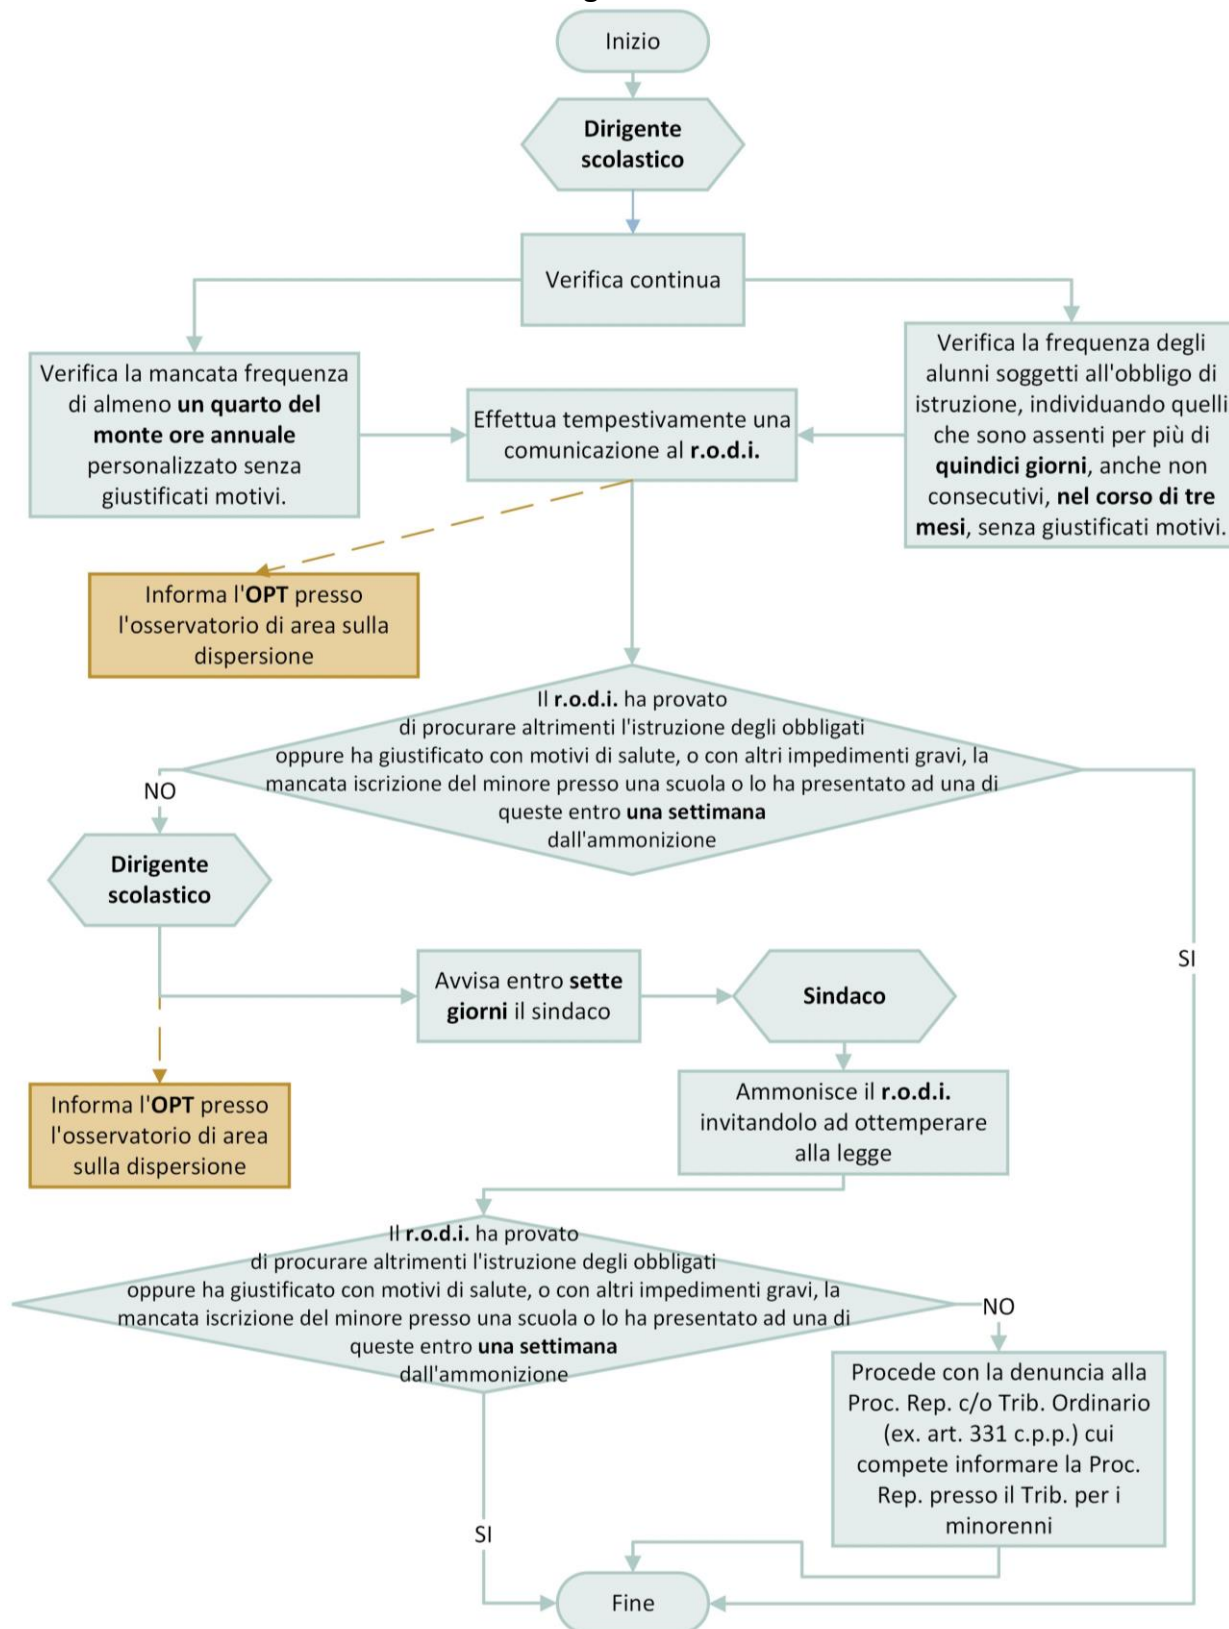 Inizio
Dirigente
scolastico
Verifica continua
Verifica la mancata frequenza
di almeno un quarto del
monte ore annuale
personalizzato senza
giustificati motivi.
Effettua tempestivamente una
comunicazione al r.o.d.i.
Verifica la frequenza degli
alunni soggetti all'obbligo di
istruzione, individuando quelli
che sono assenti per più di
quindici giorni, anche non
consecutivi, nel corso di tre
mesi, senza giustificati motivi.
Informa l'OPT presso
l'osservatorio di area sulla
dispersione
Il r.o.d.i. ha provato
di procurare altrimenti l'istruzione degli obbligati
oppure ha giustificato con motivi di salute, o con altri impedimenti gravi, la
mancata iscrizione del minore presso una scuola o lo ha presentato ad una di
queste entro una settimana
dall'ammonizione
NO
Dirigente
scolastico
SI
Avvisa entro sette
giorni il sindaco
Sindaco
Informa l'OPT presso
l'osservatorio di area
sulla dispersione
Ammonisce il r.o.d.i.
invitandolo ad ottemperare
alla legge
Il r.o.d.i. ha provato
di procurare altrimenti l'istruzione degli obbligati
oppure ha giustificato con motivi di salute, o con altri impedimenti gravi, la
mancata iscrizione del minore presso una scuola o lo ha presentato ad una di
queste entro una settimana
dall'ammonizione
NO
Procede con la denuncia alla
Proc. Rep. c/o Trib. Ordinario
(ex. art. 331 c.p.p.) cui
compete informare la Proc.
Rep. presso il Trib. per i
minorenni
SI
Fine